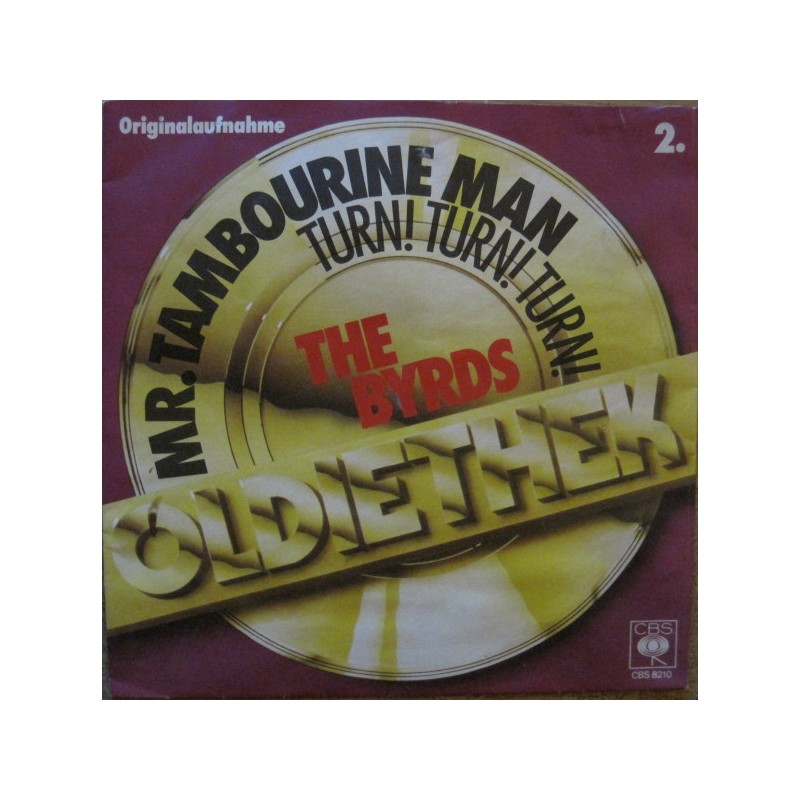 Originalaufnahme
2.
MR. TAMBOURINE MAN
TURN! TURN! TURN!
THE
BYRDS
OLDIETHEK
CBS
CBS 8210